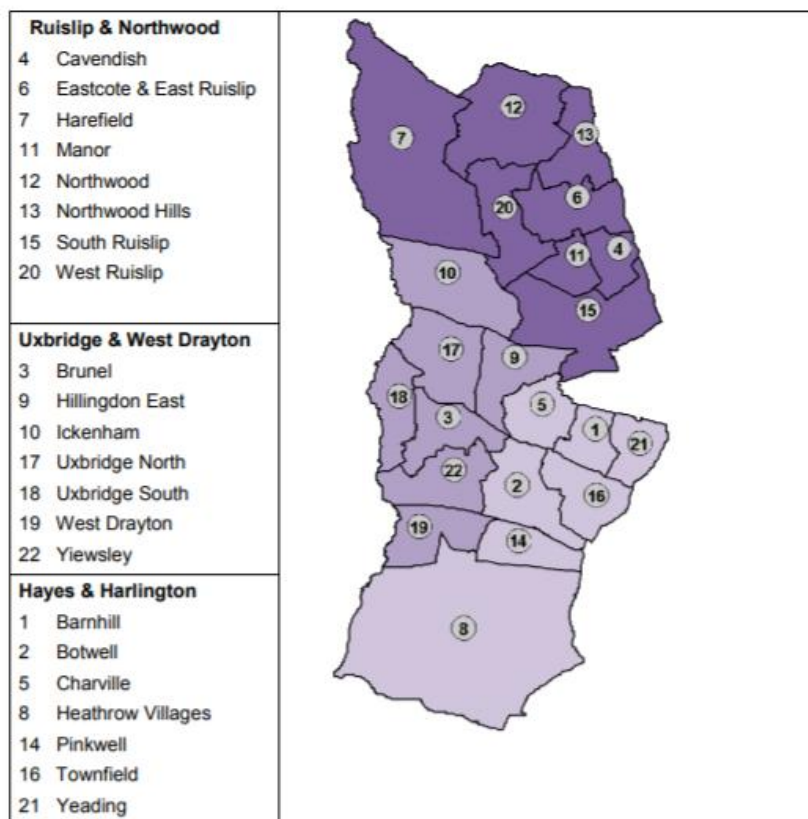 Ruislip & Northwood
4 Cavendish
6 Eastcote & East Ruislip
7 Harefield
11 Manor
12 Northwood
13 Northwood Hills
15 South Ruislip
20 West Ruislip
Uxbridge & West Drayton
3 Brunel
9 Hillingdon East
10 Ickenham
17 Uxbridge North
18 Uxbridge South
19 West Drayton
22 Yiewsley
Hayes & Harlington
1 Barnhill
2 Botwell
5 Charville
8 Heathrow Villages
14 Pinkwell
16 Townfield
21 Yeading
12
7
13
6
20
11
4
10
15
17
9
18
5
3
1
21
22
2
16
19
14
8